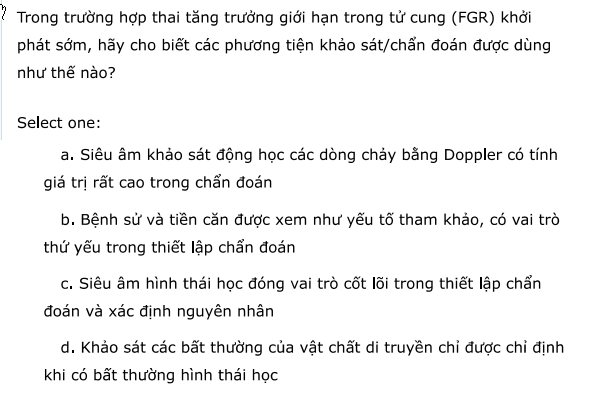 Trong trường hợp thai tăng trưởng giới hạn trong tử cung (FGR) khởi
phát sớm, hãy cho biết các phương tiện khảo sát/chẩn đoán được dùng
như thế nào?
Select one:
a. Siêu âm khảo sát động học các dòng chảy bằng Doppler có tính
giá trị rất cao trong chẩn đoán
b. Bệnh sử và tiền căn được xem như yếu tố tham khảo, có vai trò
thứ yếu trong thiết lập chẩn đoán
c. Siêu âm hình thái học đóng vai trò cốt lõi trong thiết lập chẩn
đoán và xác định nguyên nhân
d. Khảo sát các bất thường của vật chất di truyền chỉ được chỉ định
khi có bất thường hình thái học